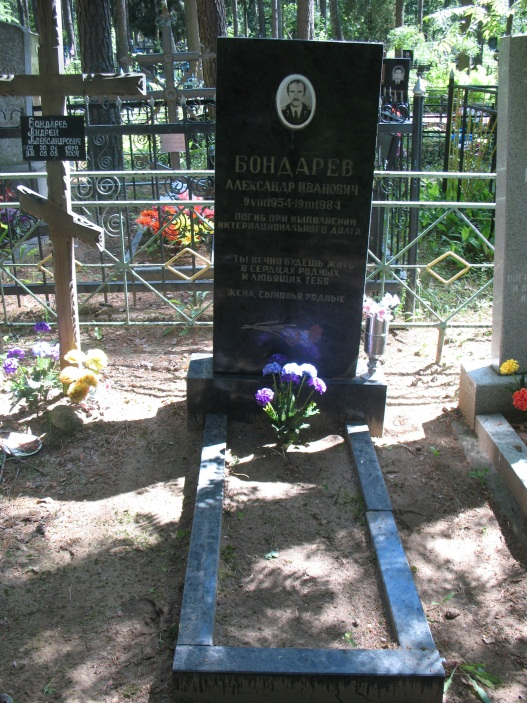 БОНДАРЕВ
АНДРЕЙ
АЛЕКСАНДРОВИЧ
БОНДАРЕВ
АЛЕКСАНДР ИВАНОВИЧ
9 VIII 1954-19 III 1984
ПОГИБ ПРИ ВЫПОЛНЕНИИ
ИНТЕРНАЦИОНАЛЬНОГО ДОЛГА
ТЫ ВЕЧНО БУДЕШЬ ЖИТЬ
В СЕРДЦАХ РОДНЫХ
И ЛЮБЯЩИХ ТЕБЯ
ЖЕНА, СЫНОВЬЯ, РОДНЫЕ